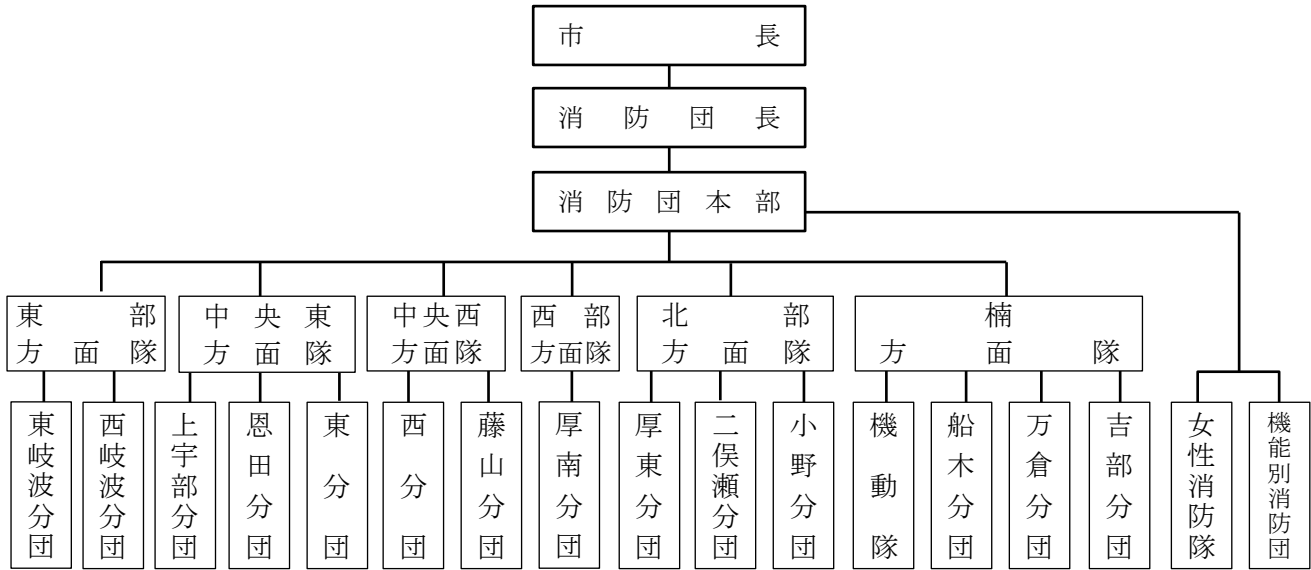 市長
消防団長
消防団本部
東部
方面隊
中央東
方面隊
中央西
方面隊
西部
方面隊
北部
方面隊
楠
方面隊
東岐波分団
西岐波分団
上宇部分団
恩田分団
東分団
西分団
藤山分団
厚南分団
厚東分団
二俣瀬分団
小野分団
機動隊
船木分団
万倉分団
吉部分団
女性消防隊
機能別消防団